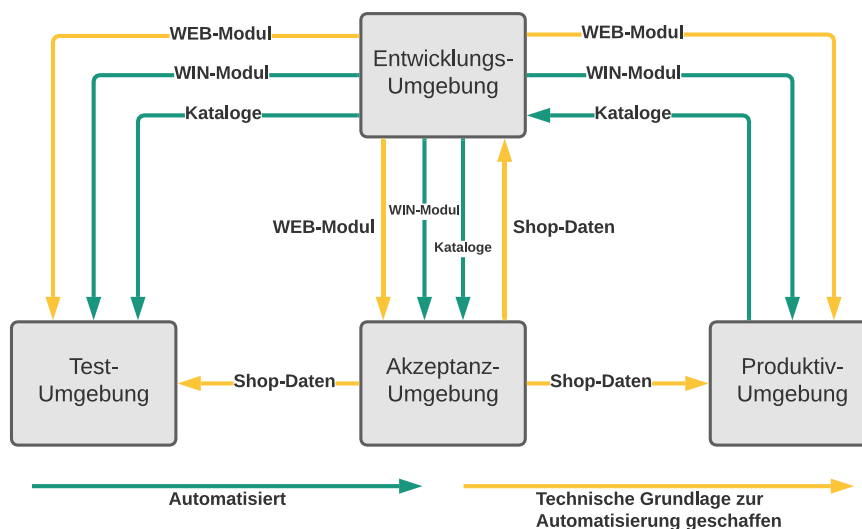 WEB-Modul
Entwicklungs-
Umgebung
WEB-Modul
WIN-Modul
WIN-Modul
Kataloge
Kataloge
WEB-Modul
WIN-Modul
Kataloge
Shop-Daten
Test-
Umgebung
Shop-Daten
Akzeptanz-
Umgebung
Shop-Daten
Produktiv-
Umgebung
Automatisiert
Technische Grundlage zur
Automatisierung geschaffen